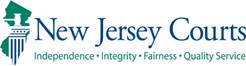 New Jersey Courts
Independence • Integrity • Fairness • Quality Service